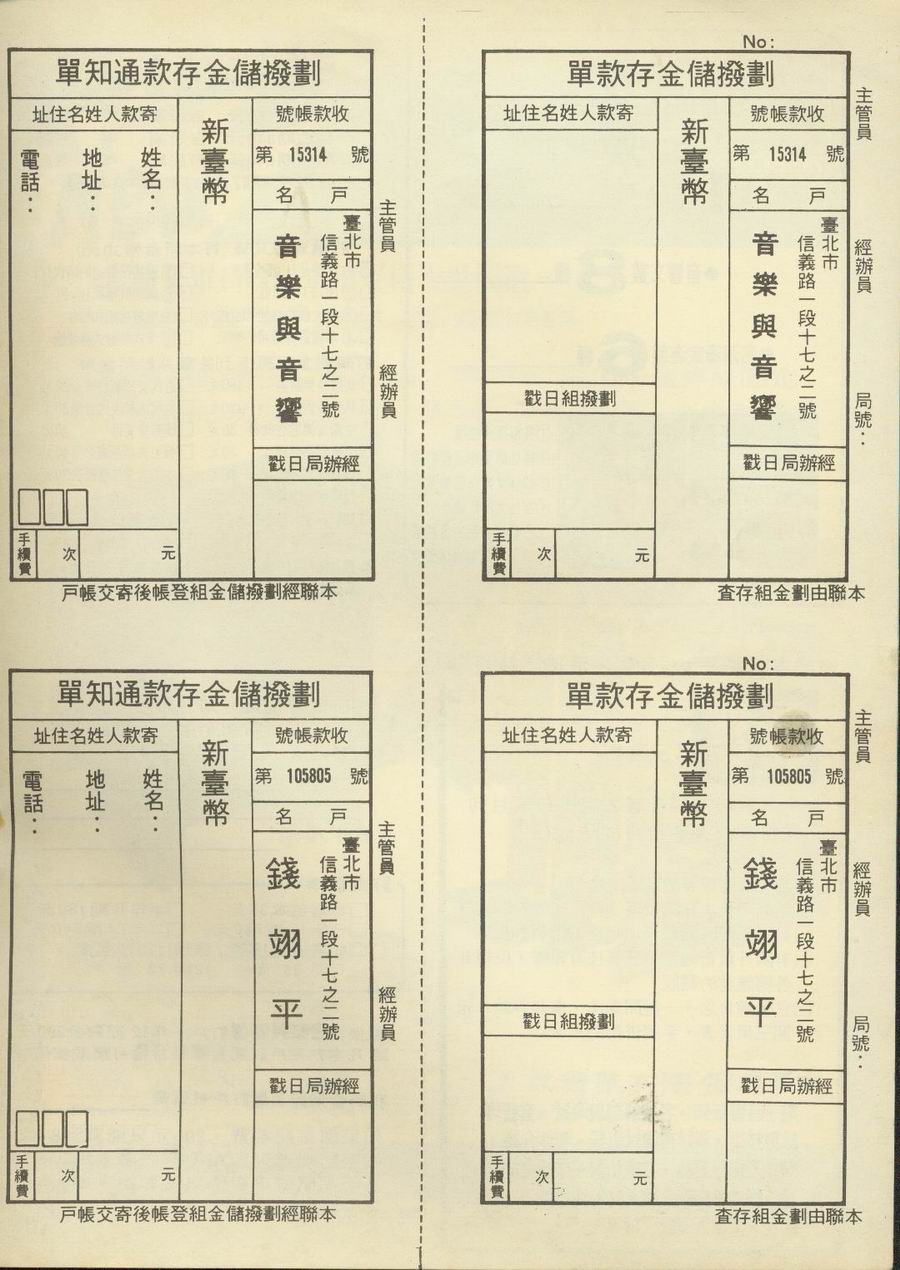 No:
劃撥儲金存款單
收款帳號
第 15314 號
戶 名
臺北市
信義路一段十七之二號
音樂與音響
經辦局日戳
新臺幣
寄款人姓名住址
劃撥組日戳
手續費
次
元
主管員
經辦員
局號:
本聯由劃金組存查
劃撥儲金存款通知單
收款帳號
第 15314 號
戶 名
臺北市
信義路一段十七之二號
音樂與音響
經辦局日戳
新臺幣
寄款人姓名住址
姓名:
地址:
電話:
手續費
次
元
主管員
經辦員
本聯經劃撥儲金組登帳後寄交帳戶
No:
劃撥儲金存款單
收款帳號
第 105805 號
戶 名
臺北市
信義路一段十七之二號
錢翊平
經辦局日戳
新臺幣
寄款人姓名住址
劃撥組日戳
手續費
次
元
主管員
經辦員
局號:
本聯由劃金組存查
劃撥儲金存款通知單
收款帳號
第 105805 號
戶 名
臺北市
信義路一段十七之二號
錢翊平
經辦局日戳
新臺幣
寄款人姓名住址
姓名:
地址:
電話:
手續費
次
元
主管員
經辦員
本聯經劃撥儲金組登帳後寄交帳戶